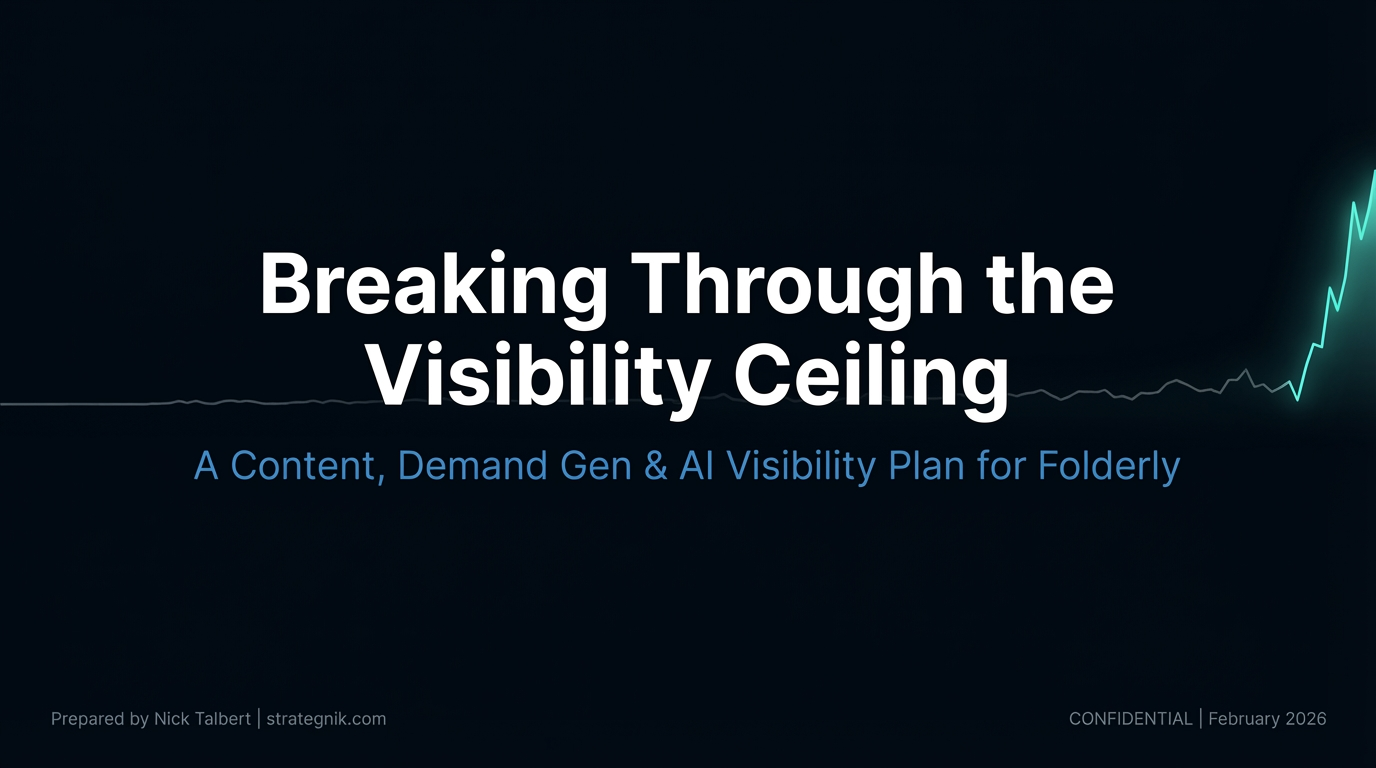 Breaking Through the
Visibility Ceiling
A Content, Demand Gen & AI Visibility Plan for Folderly
Prepared by Nick Talbert | strategnik.com
CONFIDENTIAL | February 2026